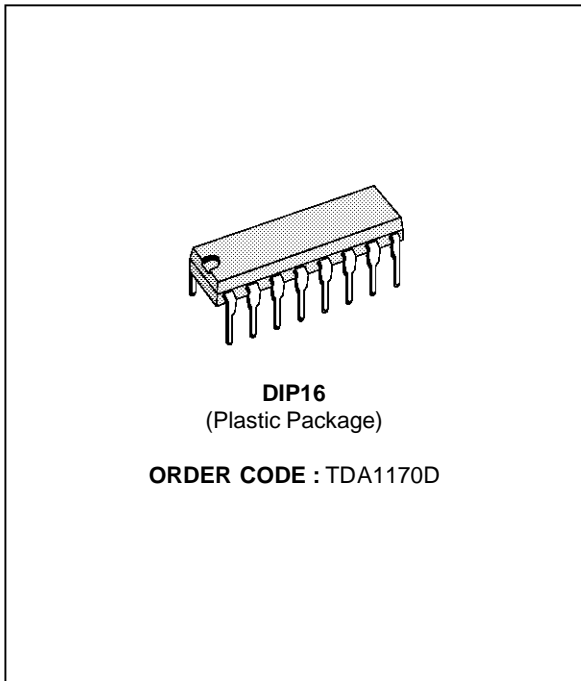 DIP16
(Plastic Package)
ORDER CODE : TDA1170D